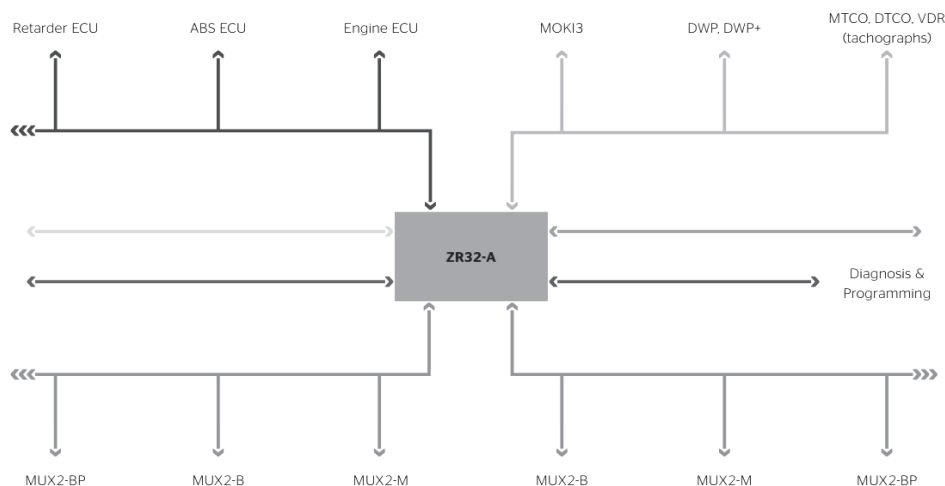 Retarder ECU
ABS ECU
Engine ECU
MOKI3
DWP, DWP+
MTCO, DTCO, VDR
(tachographs)
ZR32-A
Diagnosis &
Programming
MUX2-BP
MUX2-B
MUX2-M
MUX2-B
MUX2-M
MUX2-BP